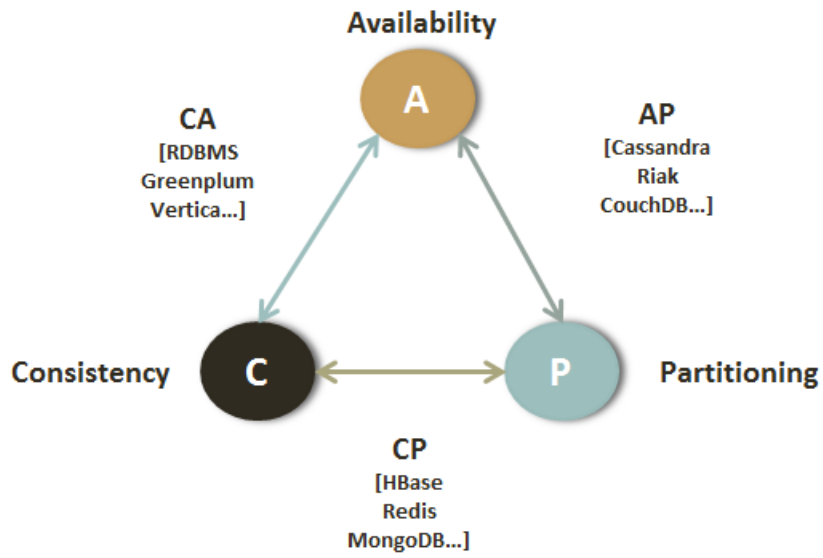 Availability
A
CA
[RDBMS
Greenplum
Vertica...]
AP
[Cassandra
Riak
CouchDB...]
Consistency
C
P
Partitioning
CP
[HBase
Redis
MongoDB...]